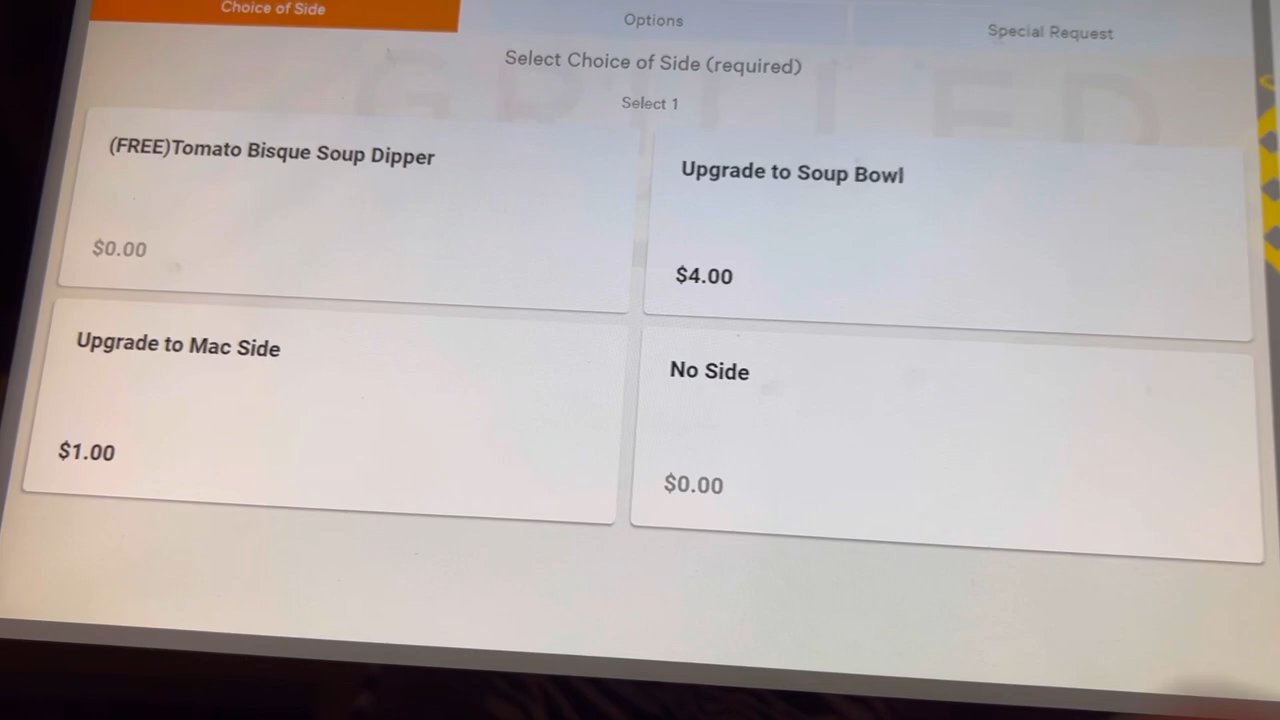 Choice of Side
Options
Special Request
Select Choice of Side (required)
Select 1
(FREE)Tomato Bisque Soup Dipper
$0.00
Upgrade to Soup Bowl
$4.00
Upgrade to Mac Side
$1.00
No Side
$0.00